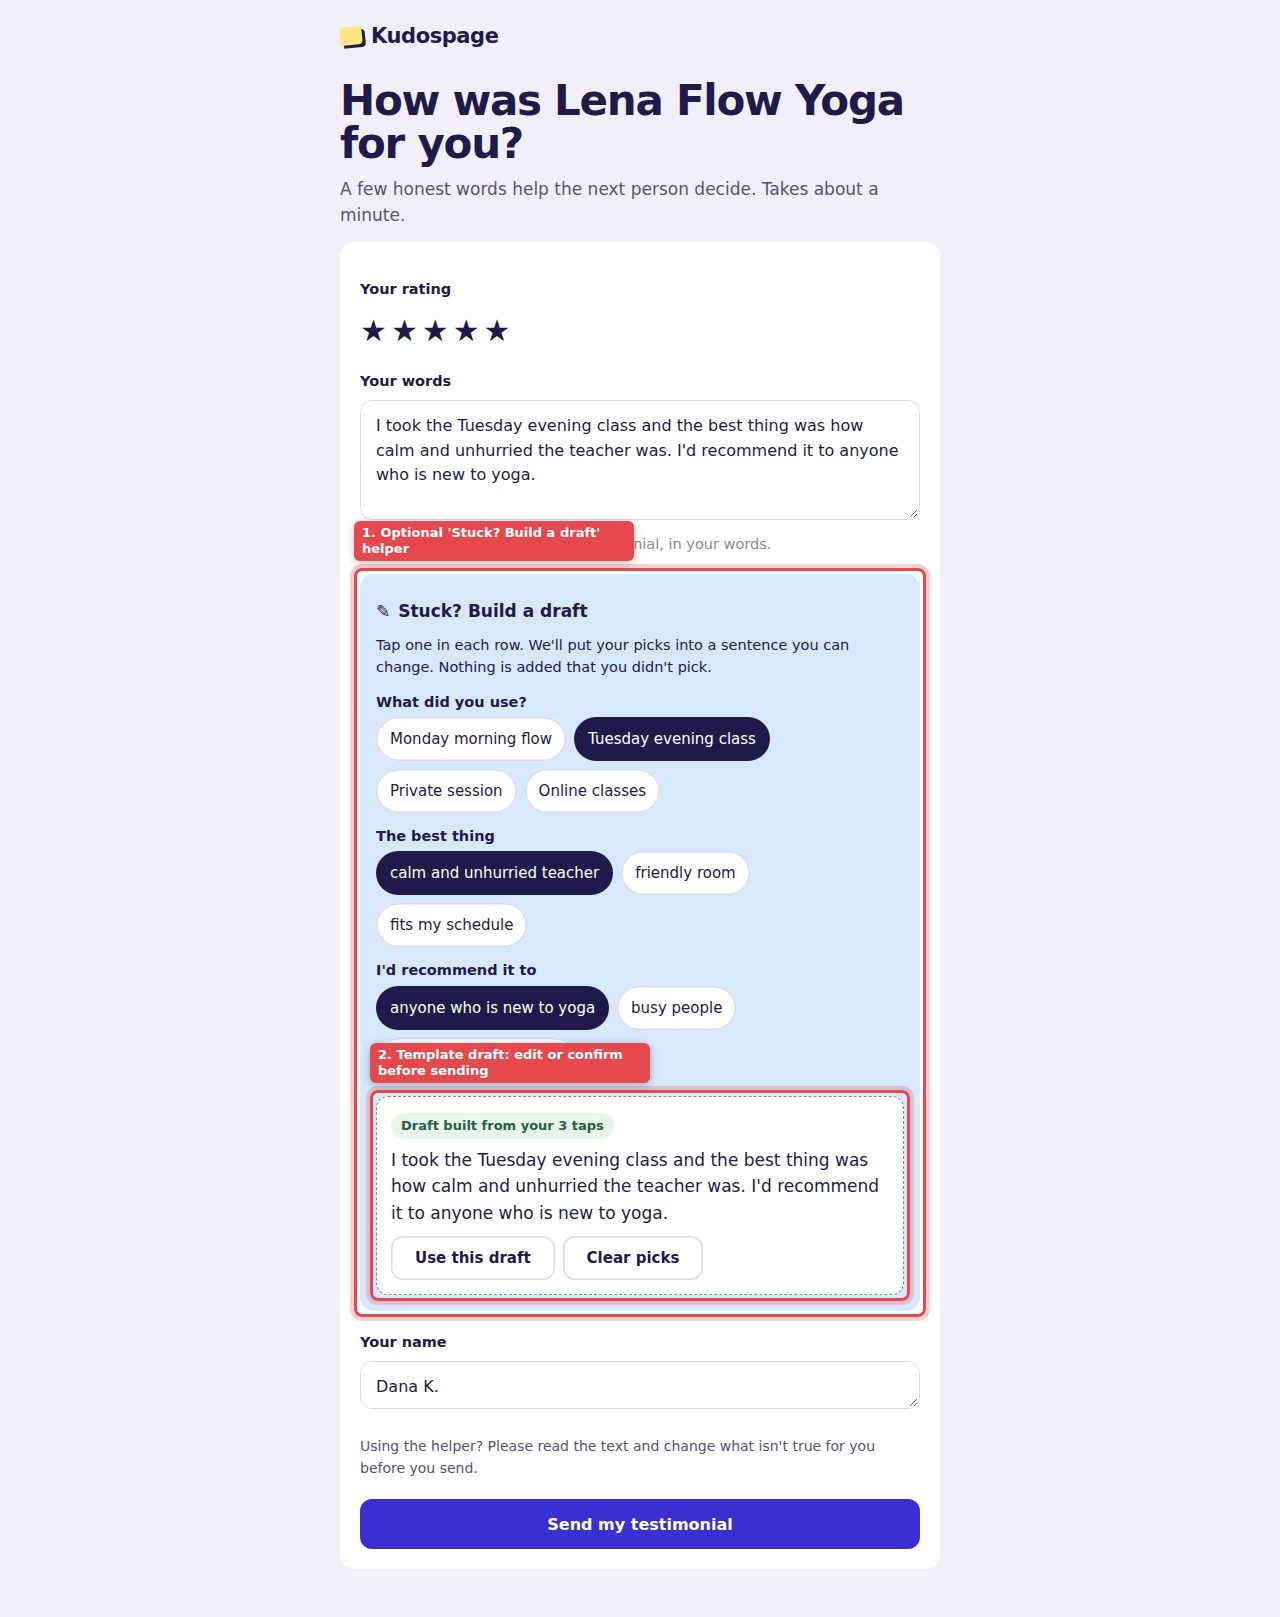 Kudospage
How was Lena Flow Yoga
for you?
A few honest words help the next person decide. Takes about a
minute.
Your rating
★★★★★
Your words
I took the Tuesday evening class and the best thing was how
calm and unhurried the teacher was. I'd recommend it to anyone
who is new to yoga.
1. Optional 'Stuck? Build a draft'
helper
in your words.
✎ Stuck? Build a draft
Tap one in each row. We'll put your picks into a sentence you can
change. Nothing is added that you didn't pick.
What did you use?
Monday morning flow Tuesday evening class
Private session Online classes
The best thing
calm and unhurried teacher friendly room
fits my schedule
I'd recommend it to
anyone who is new to yoga busy people
2. Template draft: edit or confirm
before sending
Draft built from your 3 taps
I took the Tuesday evening class and the best thing was
how calm and unhurried the teacher was. I'd recommend
it to anyone who is new to yoga.
Use this draft Clear picks
Your name
Dana K.
Using the helper? Please read the text and change what isn't true for you
before you send.
Send my testimonial